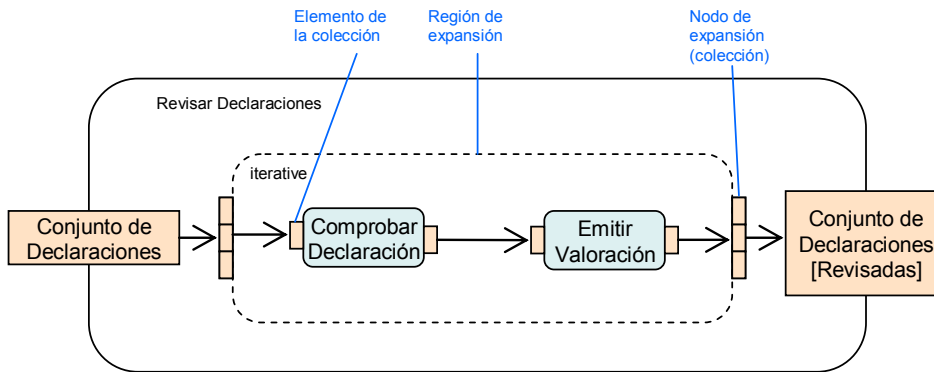 Elemento de
la colección
Región de
expansión
Nodo de
expansión
(colección)
Revisar Declaraciones
iterative
Conjunto de
Declaraciones
Comprobar
Declaración
Emitir
Valoración
Conjunto de
Declaraciones
[Revisadas]